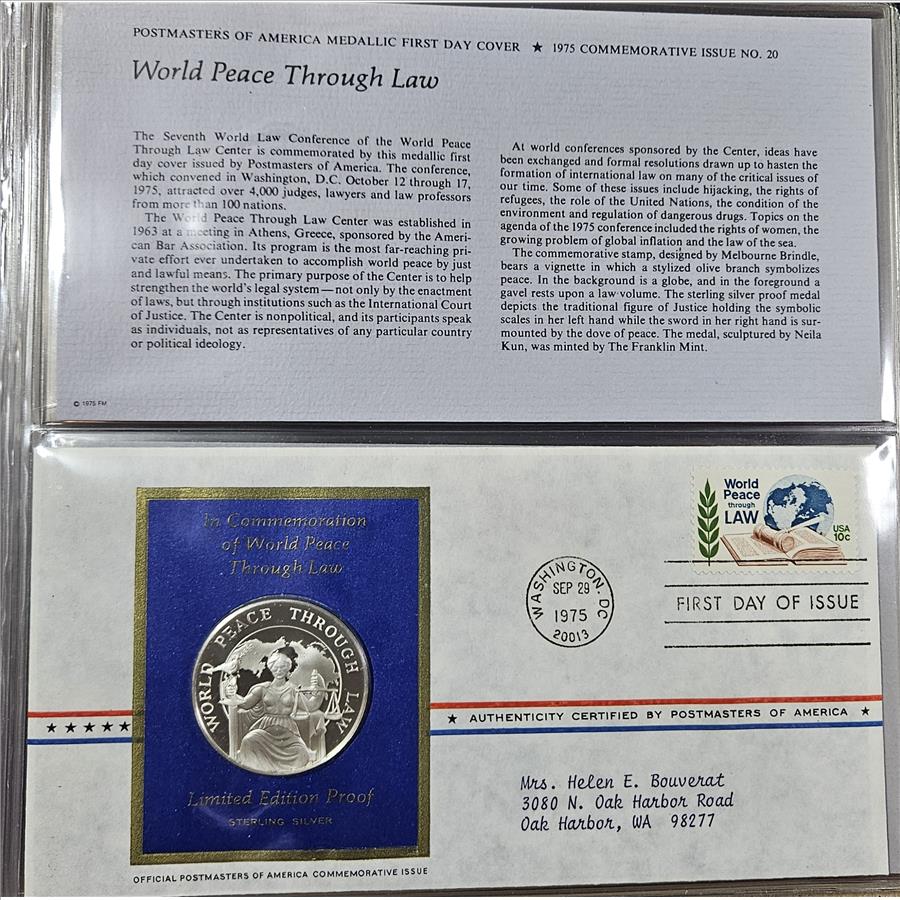 POSTMASTERS OF AMERICA MEDALLIC FIRST DAY COVER ★ 1975 COMMEMORATIVE ISSUE NO. 20
World Peace Through Law
The Seventh World Law Conference of the World Peace
Through Law Center is commemorated by this medallic first
day cover issued by Postmasters of America. The conference,
which convened in Washington, D.C. October 12 through 17,
1975, attracted over 4,000 judges, lawyers and law professors
from more than 100 nations.
The World Peace Through Law Center was established in
1963 at a meeting in Athens, Greece, sponsored by the Ameri-
can Bar Association. Its program is the most far-reaching pri-
vate effort ever undertaken to accomplish world peace by just
and lawful means. The primary purpose of the Center is to help
strengthen the world's legal system—not only by the enactment
of laws, but through institutions such as the International Court
of Justice. The Center is nonpolitical, and its participants speak
as individuals, not as representatives of any particular country
or political ideology.
At world conferences sponsored by the Center, ideas have
been exchanged and formal resolutions drawn up to hasten the
formation of international law on many of the critical issues of
our time. Some of these issues include hijacking, the rights of
refugees, the role of the United Nations, the condition of the
environment and regulation of dangerous drugs. Topics on the
agenda of the 1975 conference included the rights of women, the
growing problem of global inflation and the law of the sea.
The commemorative stamp, designed by Melbourne Brindle,
bears a vignette in which a stylized olive branch symbolizes
peace. In the background is a globe, and in the foreground a
gavel rests upon a law volume. The sterling silver proof medal
depicts the traditional figure of Justice holding the symbolic
scales in her left hand while the sword in her right hand is sur-
mounted by the dove of peace. The medal, sculptured by Neila
Kun, was minted by The Franklin Mint.
© 1975 FM
In Commemoration
of World Peace
Through Law
WORLD PEACE THROUGH LAW
Limited Edition Proof
STERLING SILVER
OFFICIAL POSTMASTERS OF AMERICA COMMEMORATIVE ISSUE
World
Peace
through
LAW
USA
10c
WASHINGTON, DC
SEP 29
1975
20013
FIRST DAY OF ISSUE
★ AUTHENTICITY CERTIFIED BY POSTMASTERS OF AMERICA ★
Mrs. Helen E. Bouverat
3080 N. Oak Harbor Road
Oak Harbor, WA 98277